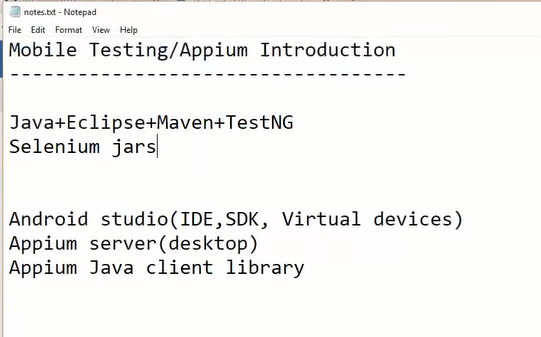 notes.txt - Notepad
File Edit Format View Help
Mobile Testing/Appium Introduction
----------------------------------
Java+Eclipse+Maven+TestNG
Selenium jars
Android studio(IDE,SDK, Virtual devices)
Appium server(desktop)
Appium Java client library